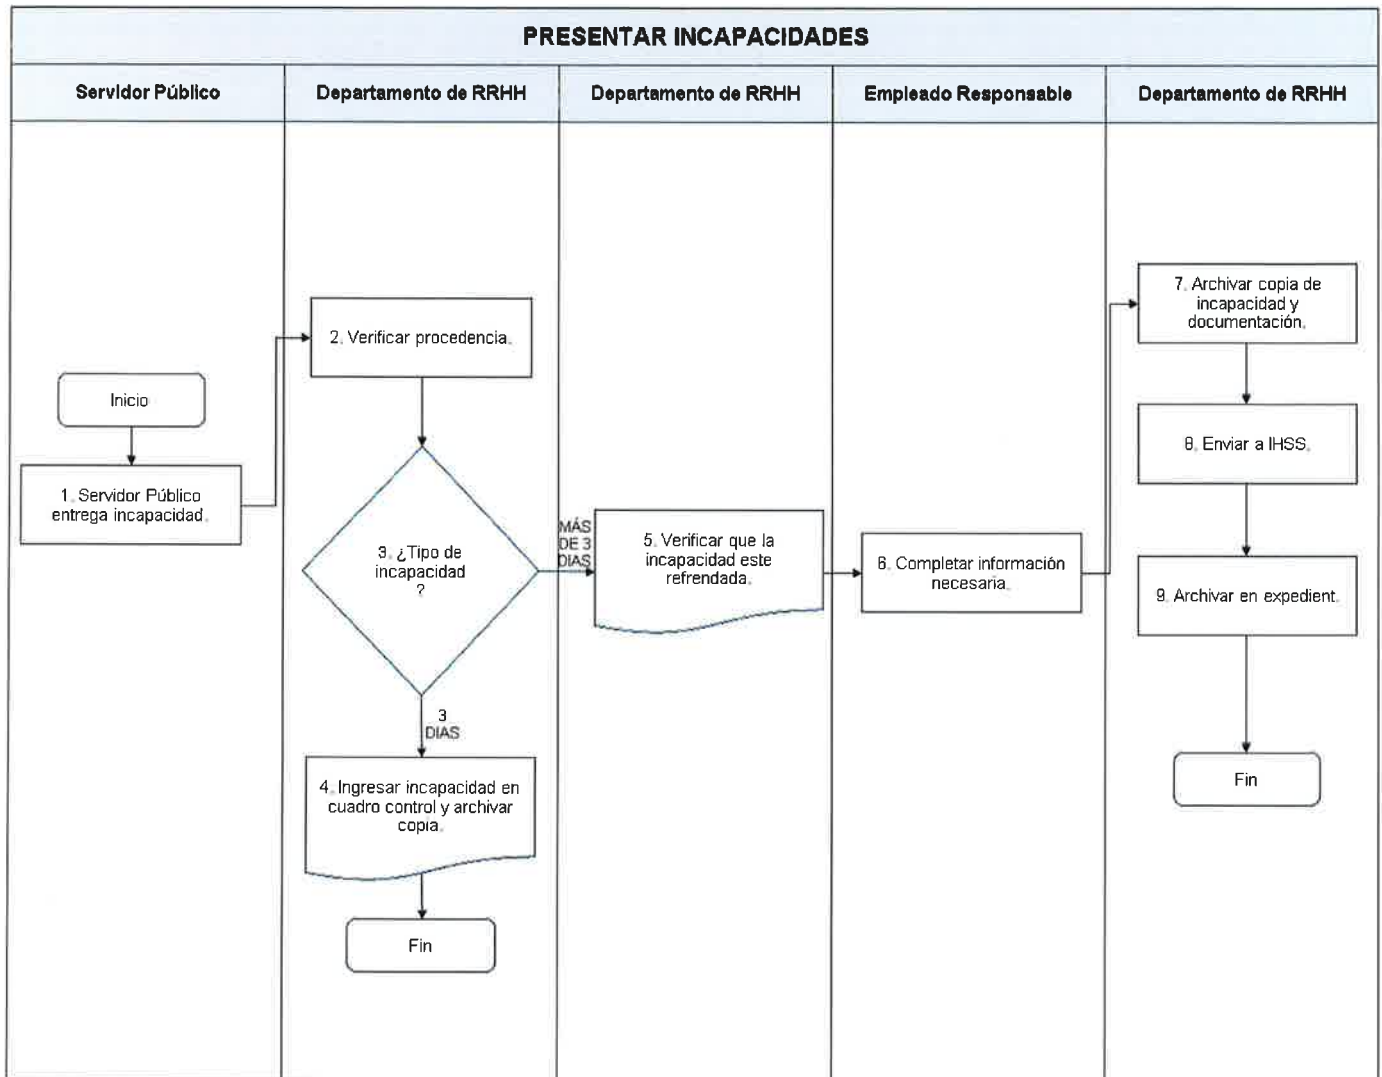 PRESENTAR INCAPACIDADES
Servidor Público
Departamento de RRHH
Departamento de RRHH
Empleado Responsable
Departamento de RRHH
Inicio
1. Servidor Público
entrega incapacidad.
2. Verificar procedencia.
3. ¿Tipo de
incapacidad
?
3
DIAS
4. Ingresar incapacidad en
cuadro control y archivar
copia.
Fin
MÁS
DE 3
DIAS
5. Verificar que la
incapacidad este
refrendada.
6. Completar información
necesaria.
7. Archivar copia de
incapacidad y
documentación.
8. Enviar a IHSS.
9. Archivar en expedient.
Fin